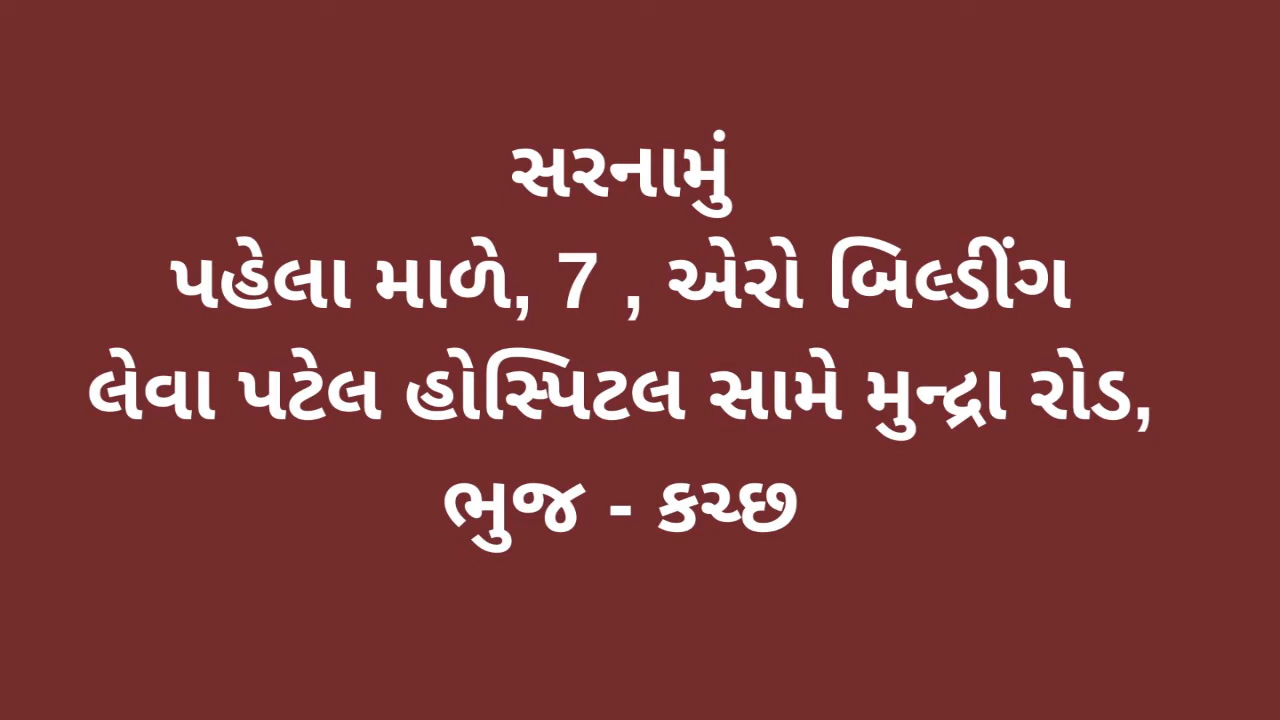 સરનામું
પહેલા માળે, 7 , એરો બિલ્ડીંગ
લેવા પટેલ હોસ્પિટલ સામે મુન્દ્રા રોડ,
ભુજ - કચ્છ